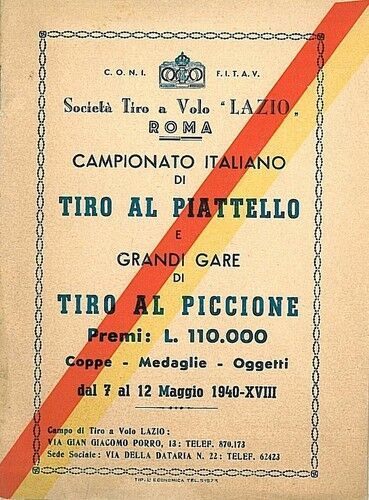 C.O.N.I. F.I.T.A.V.
Società Tiro a Volo "LAZIO"
ROMA
CAMPIONATO ITALIANO
DI
TIRO AL PIATTELLO
E
GRANDI GARE
DI
TIRO AL PICCIONE
Premi: L. 110.000
Coppe - Medaglie - Oggetti
dal 7 al 12 Maggio 1940-XVIII
Campo di Tiro a Volo LAZIO:
VIA GIAN GIACOMO PORRO, 13: TELEF. 870,173
Sede Sociale: VIA DELLA DATARIA N. 22: TELEF. 62423
ECONOMICA